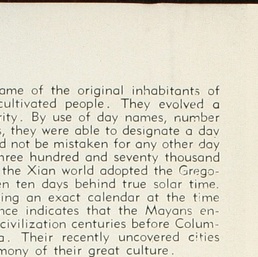 ame of the original inhabitants of
cultivated people. They evolved a
rity. By use of day names, number
s, they were able to designate a day
d not be mistaken for any other day
hree hundred and seventy thousand
the Xian world adopted the Grego-
en ten days behind true solar time.
ing an exact calendar at the time
nce indicates that the Mayans en-
civilization centuries before Colum-
a. Their recently uncovered cities
mony of their great culture.